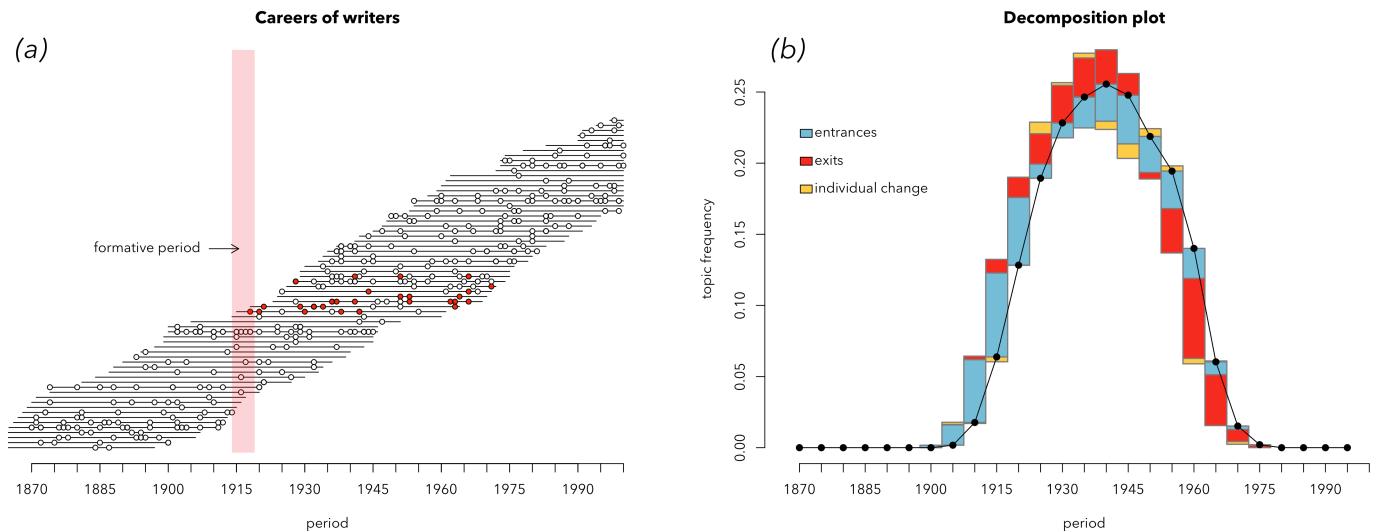 Careers of writers
(a)
formative period
1870 1885 1900 1915 1930 1945 1960 1975 1990
period
Decomposition plot
(b)
topic frequency
0.25
0.20
0.15
0.10
0.05
0.00
entrances
exits
individual change
1870 1885 1900 1915 1930 1945 1960 1975 1990
period